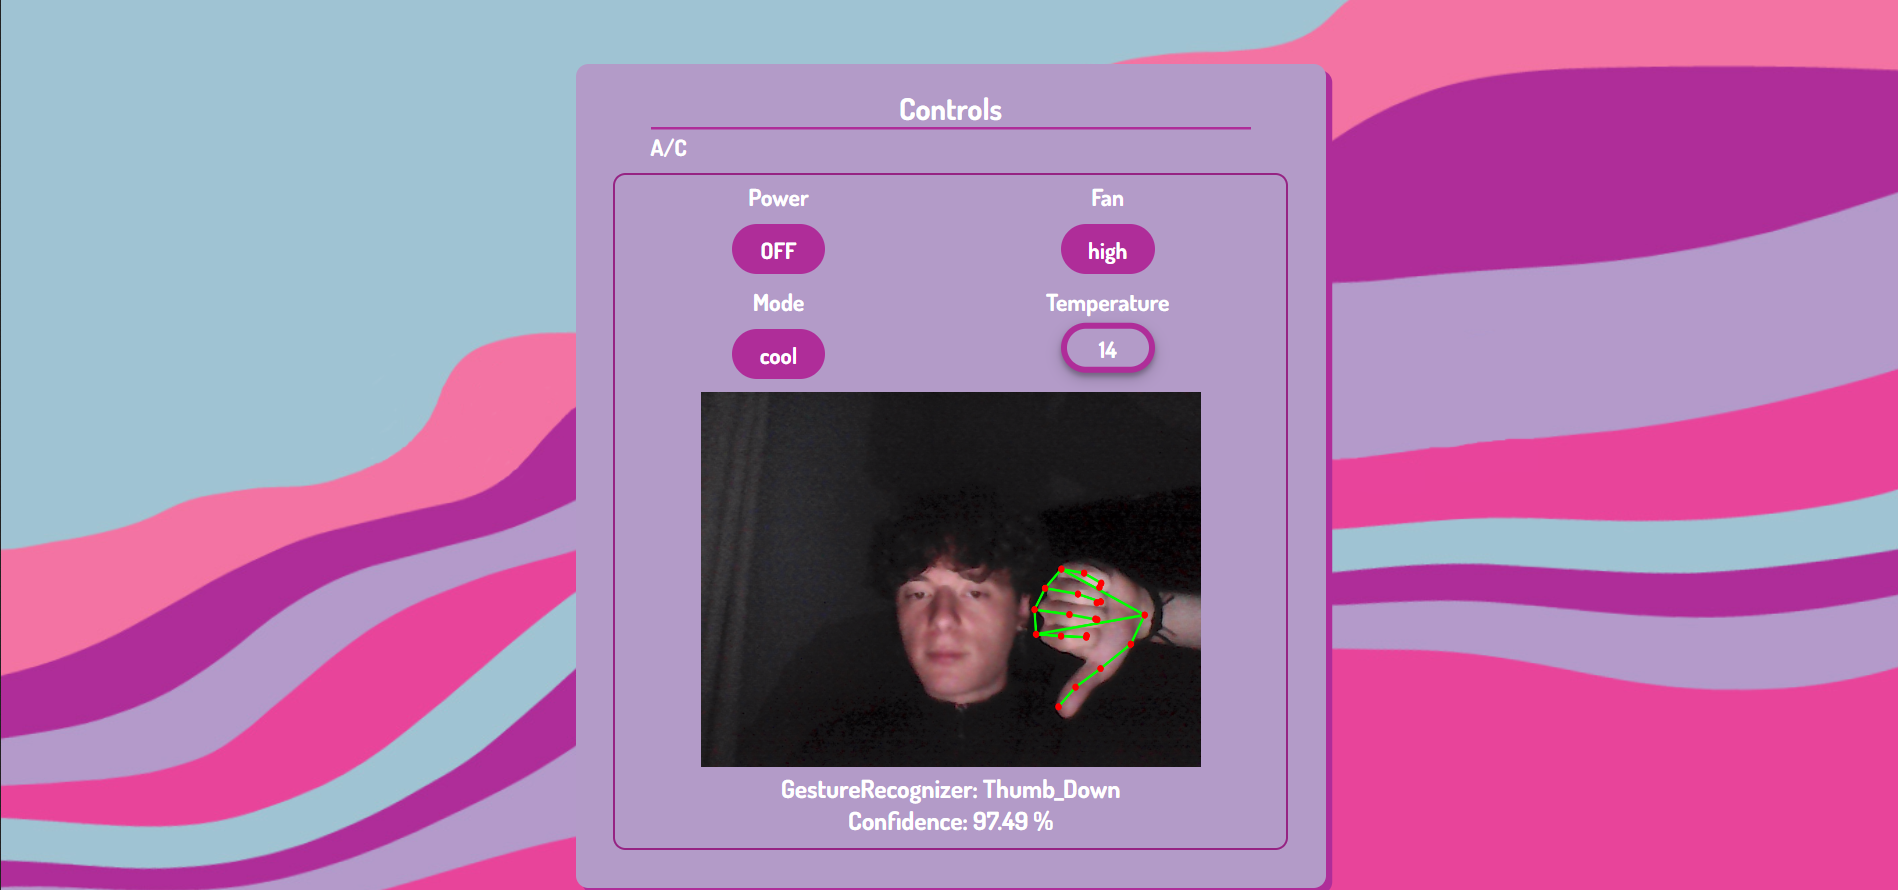 Controls
A/C
Power
Fan
OFF
high
Mode
Temperature
cool
14
GestureRecognizer: Thumb_Down
Confidence: 97.49 %